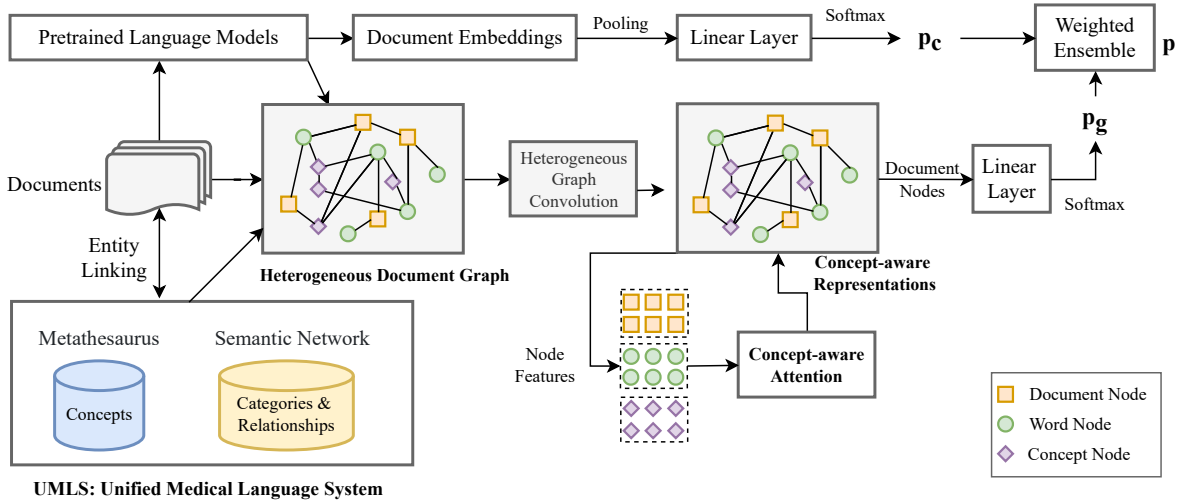 Pretrained Language Models
Document Embeddings
Pooling
Linear Layer
Softmax
pc
Weighted
Ensemble
p
Documents
Entity
Linking
Heterogeneous Document Graph
Heterogeneous
Graph
Convolution
Concept-aware
Representations
Document
Nodes
Linear
Layer
Softmax
pg
Node
Features
Concept-aware
Attention
Metathesaurus
Semantic Network
Concepts
Categories &
Relationships
UMLS: Unified Medical Language System
Document Node
Word Node
Concept Node